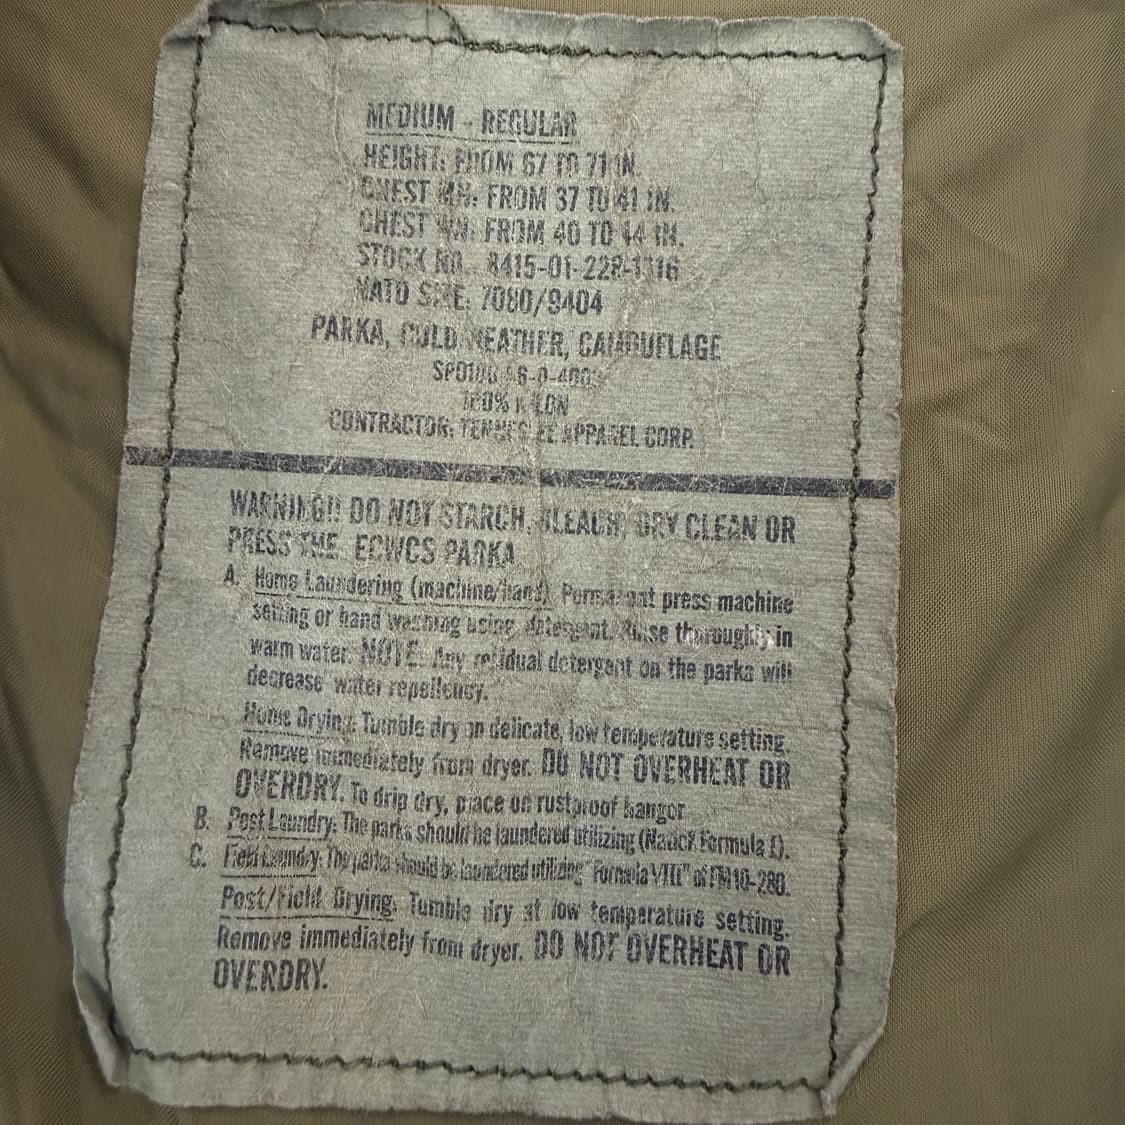 MEDIUM - REGULAR
HEIGHT: FROM 67 TO 71 IN.
CHEST MN: FROM 37 TO 41 IN.
CHEST WN: FROM 40 TO 44 IN.
STOCK NO. 8415-01-228-1316
NATO SIZE: 7080/9404
PARKA, COLD WEATHER, CAMOUFLAGE
100% NYLON
CONTRACTOR: TENNESSEE APPAREL CORP.
WARNING!! DO NOT STARCH, BLEACH, DRY CLEAN OR
PRESS THE ECWCS PARKA
A. Home Laundering (machine/hand). Permanent press machine
setting or hand washing using detergent. Rinse thoroughly in
warm water. NOTE: Any residual detergent on the parka will
decrease water repellency.
Home Drying: Tumble dry on delicate, low temperature setting.
Remove immediately from dryer. DO NOT OVERHEAT OR
OVERDRY. To drip dry, place on rustproof hanger
B. Post Laundry: The parka should be laundered utilizing (Natick Formula I).
C. Field Laundry: The parka should be laundered utilizing "Formula VIII" of FM10-280.
Post/Field Drying: Tumble dry at low temperature setting.
Remove immediately from dryer. DO NOT OVERHEAT OR
OVERDRY.